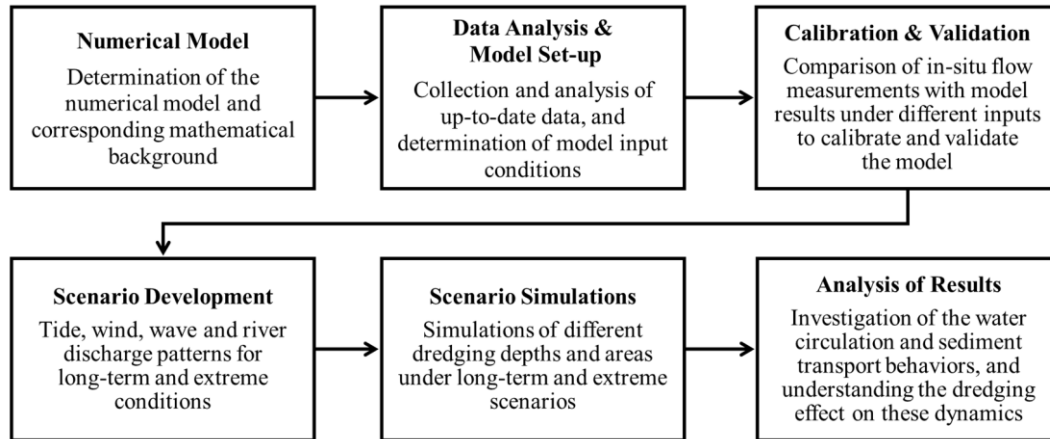 Numerical Model
Determination of the
numerical model and
corresponding mathematical
background
Data Analysis &
Model Set-up
Collection and analysis of
up-to-date data, and
determination of model input
conditions
Calibration & Validation
Comparison of in-situ flow
measurements with model
results under different inputs
to calibrate and validate
the model
Scenario Development
Tide, wind, wave and river
discharge patterns for
long-term and extreme
conditions
Scenario Simulations
Simulations of different
dredging depths and areas
under long-term and extreme
scenarios
Analysis of Results
Investigation of the water
circulation and sediment
transport behaviors, and
understanding the dredging
effect on these dynamics